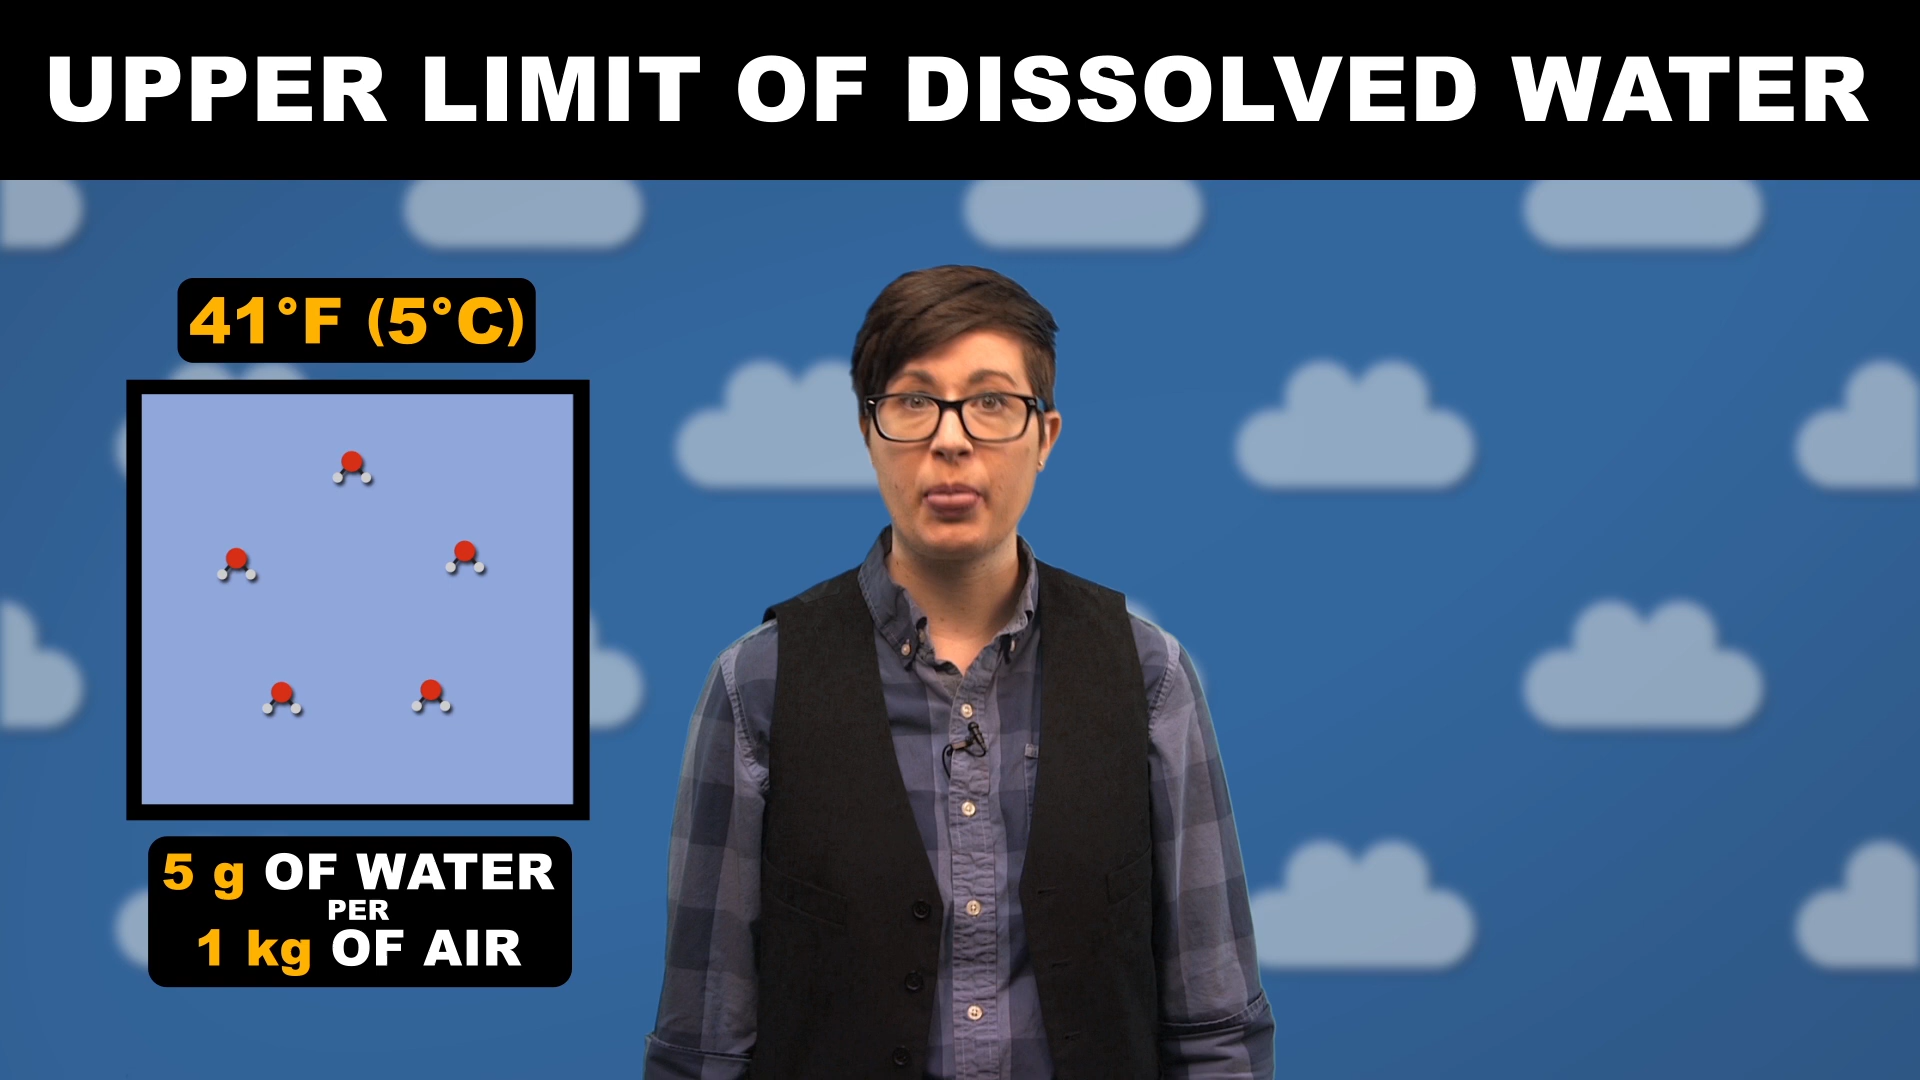 UPPER LIMIT OF DISSOLVED WATER
41°F (5°C)
5 g OF WATER
PER
1 kg OF AIR